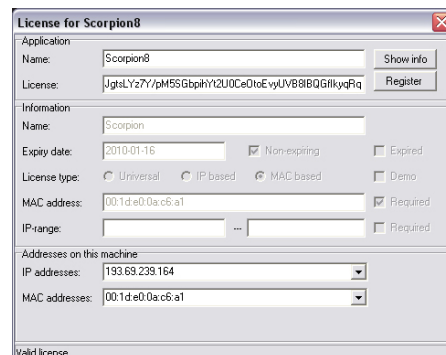 License for Scorpion8
Application
Name: Scorpion8 Show info
License: Register
Information
Name: Scorpion
Expiry date: 2010-01-16 Non-expiring Expired
License type: Universal IP based MAC based Demo
MAC address: 00:1d:e0:0a:c6:a1 Required
IP-range: ... Required
Addresses on this machine
IP addresses: 193.69.239.164
MAC addresses: 00:1d:e0:0a:c6:a1
Valid license